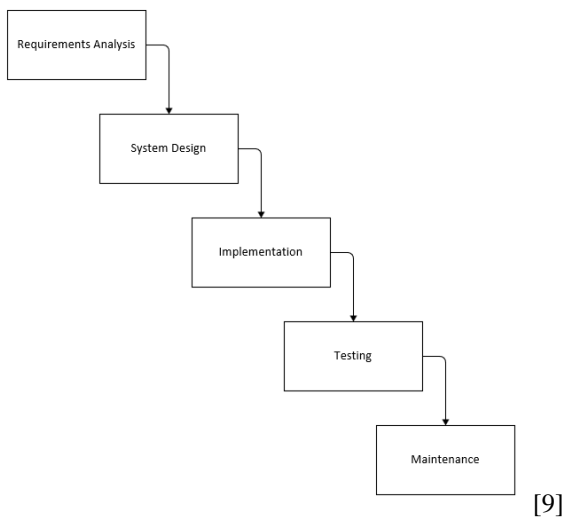 Requirements Analysis
System Design
Implementation
Testing
Maintenance
[9]